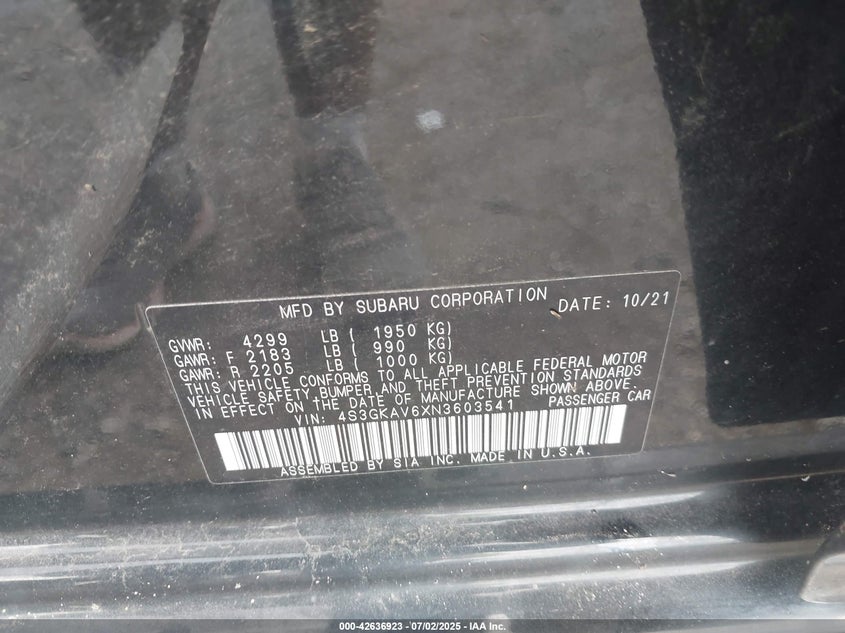 MFD BY SUBARU CORPORATION DATE: 10/21
GVWR: 4299 LB ( 1950 KG)
GAWR: F 2183 LB ( 990 KG)
GAWR: R 2205 LB ( 1000 KG)
THIS VEHICLE CONFORMS TO ALL APPLICABLE FEDERAL MOTOR
VEHICLE SAFETY, BUMPER, AND THEFT PREVENTION STANDARDS
IN EFFECT ON THE DATE OF MANUFACTURE SHOWN ABOVE.
VIN: 4S3GKAV6XN3603541 PASSENGER CAR
ASSEMBLED BY SIA INC. MADE IN U.S.A.
000-42636923 - 07/02/2025 - IAA Inc.